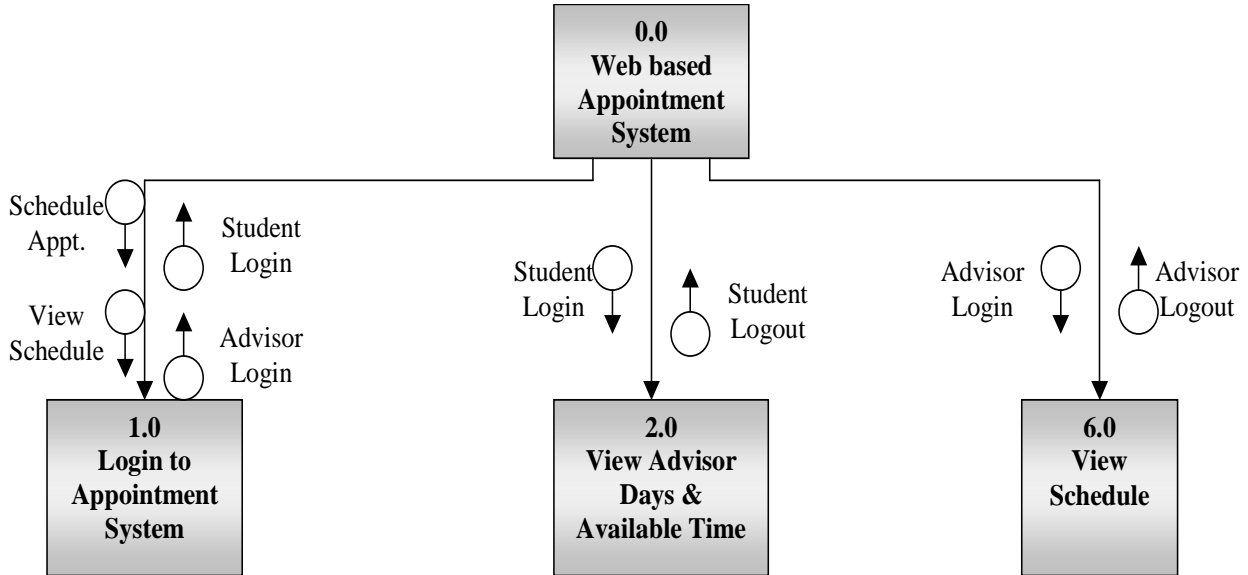 0.0
Web based
Appointment
System
Schedule
Appt.
Student
Login
View
Schedule
Advisor
Login
Student
Login
Student
Logout
Advisor
Login
Advisor
Logout
1.0
Login to
Appointment
System
2.0
View Advisor
Days &
Available Time
6.0
View
Schedule